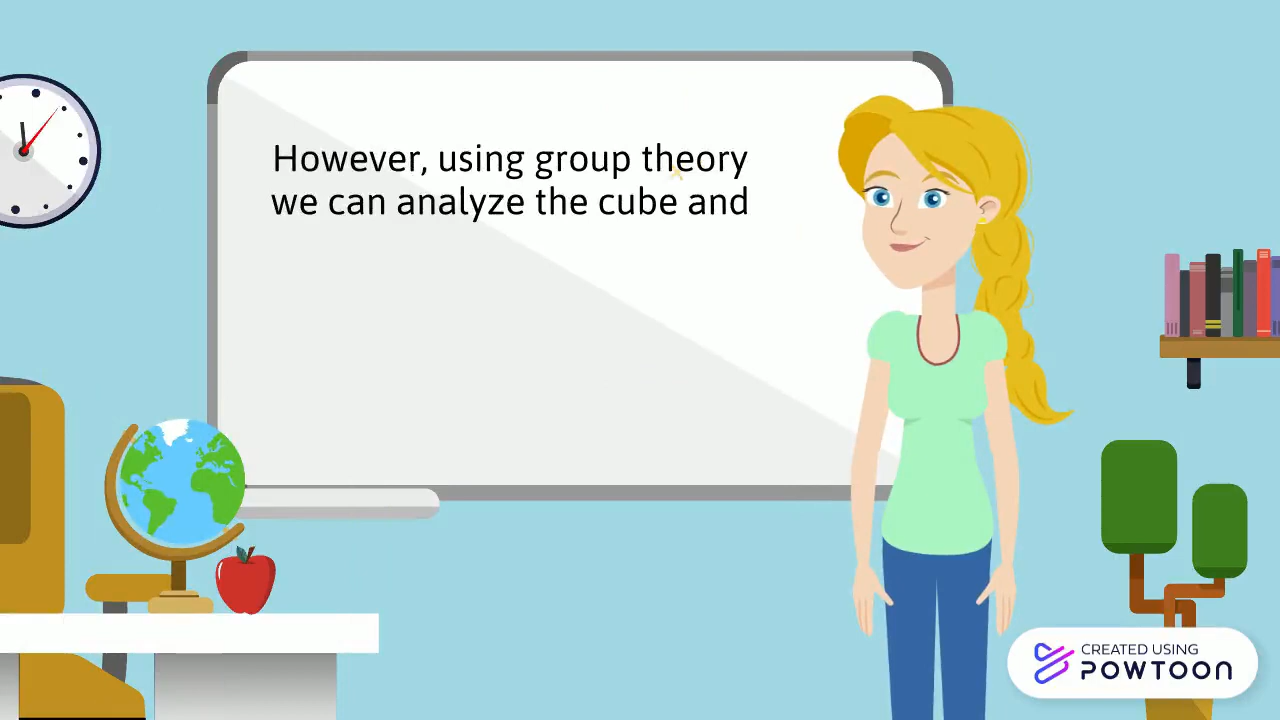 However, using group theory
we can analyze the cube and
CREATED USING
POWTOON